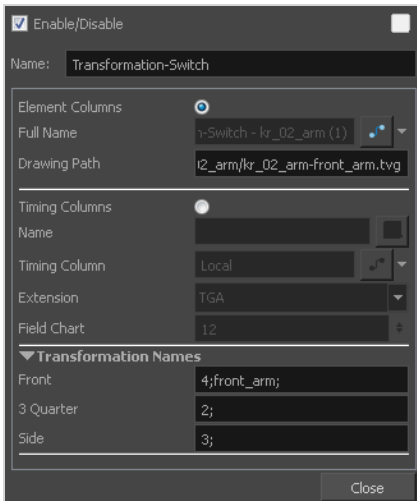 Enable/Disable
Name: Transformation-Switch
Element Columns
Full Name n-Switch - kr_02_arm (1)
Drawing Path 02_arm/kr_02_arm-front_arm.tvg
Timing Columns
Name
Timing Column Local
Extension TGA
Field Chart 12
Transformation Names
Front 4;front_arm;
3 Quarter 2;
Side 3;
Close